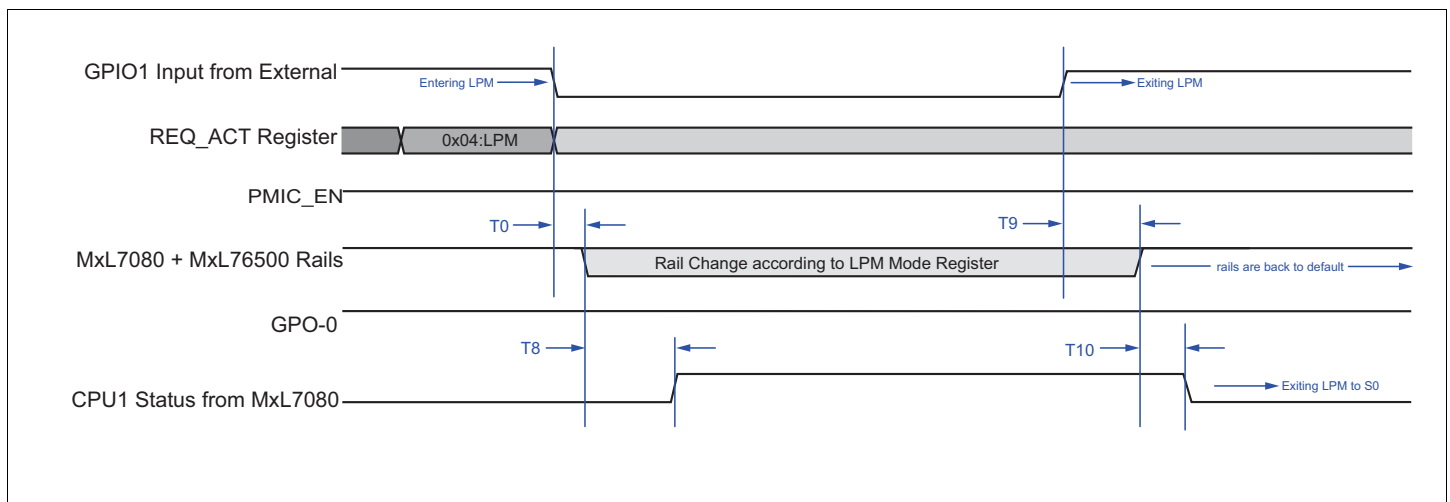 GPIO1 Input from External
Entering LPM
Exiting LPM
REQ_ACT Register
0x04:LPM
PMIC_EN
T0
T9
MxL7080 + MxL76500 Rails
Rail Change according to LPM Mode Register
rails are back to default
GPO-0
T8
T10
CPU1 Status from MxL7080
Exiting LPM to S0